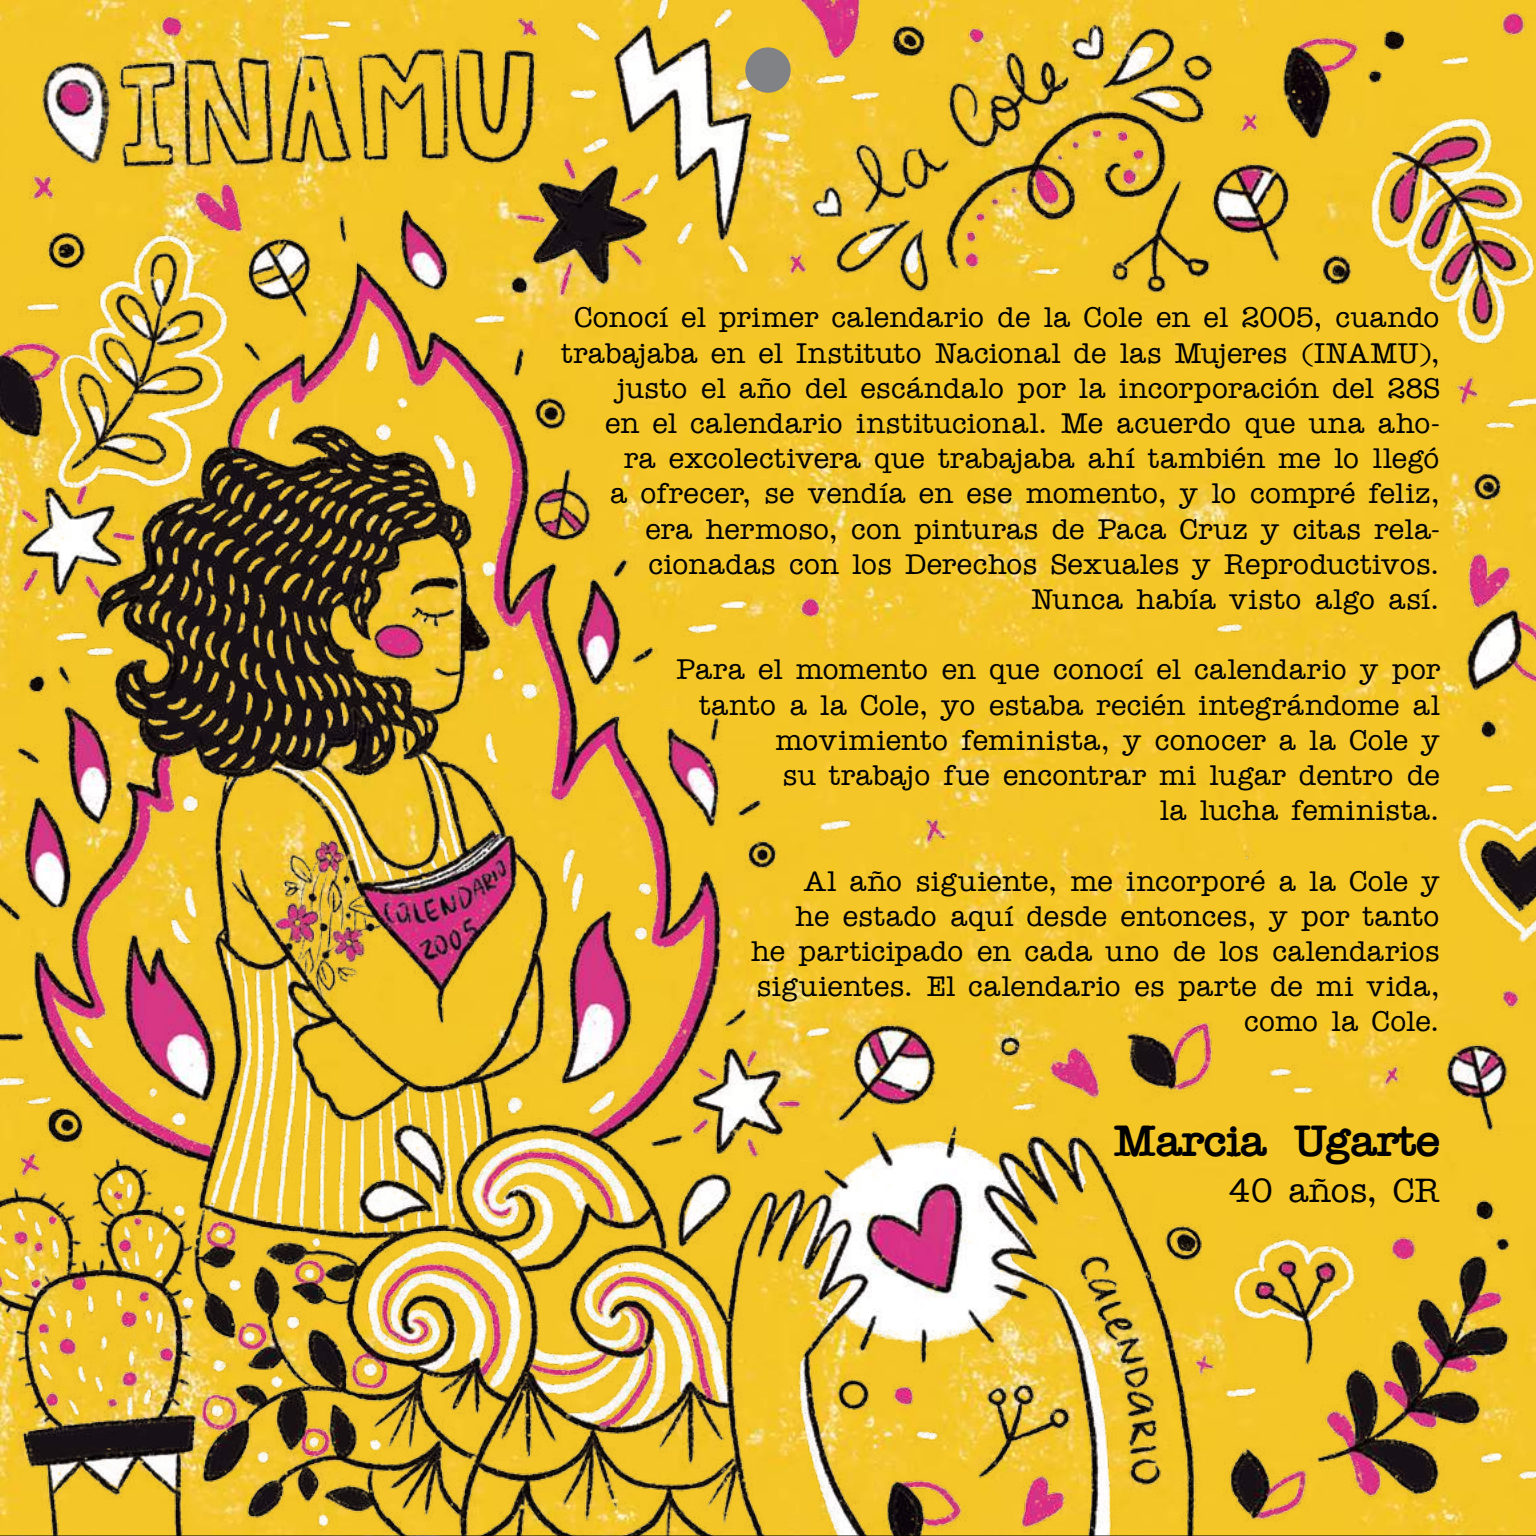 INAMU
la Cole
Conocí el primer calendario de la Cole en el 2005, cuando
trabajaba en el Instituto Nacional de las Mujeres (INAMU),
justo el año del escándalo por la incorporación del 28S
en el calendario institucional. Me acuerdo que una aho-
ra excolectivera que trabajaba ahí también me lo llegó
a ofrecer, se vendía en ese momento, y lo compré feliz,
era hermoso, con pinturas de Paca Cruz y citas rela-
cionadas con los Derechos Sexuales y Reproductivos.
Nunca había visto algo así.
Para el momento en que conocí el calendario y por
tanto a la Cole, yo estaba recién integrándome al
movimiento feminista, y conocer a la Cole y
su trabajo fue encontrar mi lugar dentro de
la lucha feminista.
Al año siguiente, me incorporé a la Cole y
he estado aquí desde entonces, y por tanto
he participado en cada uno de los calendarios
siguientes. El calendario es parte de mi vida,
como la Cole.
CALENDARIO
2005
Marcia Ugarte
40 años, CR
CALENDARIO